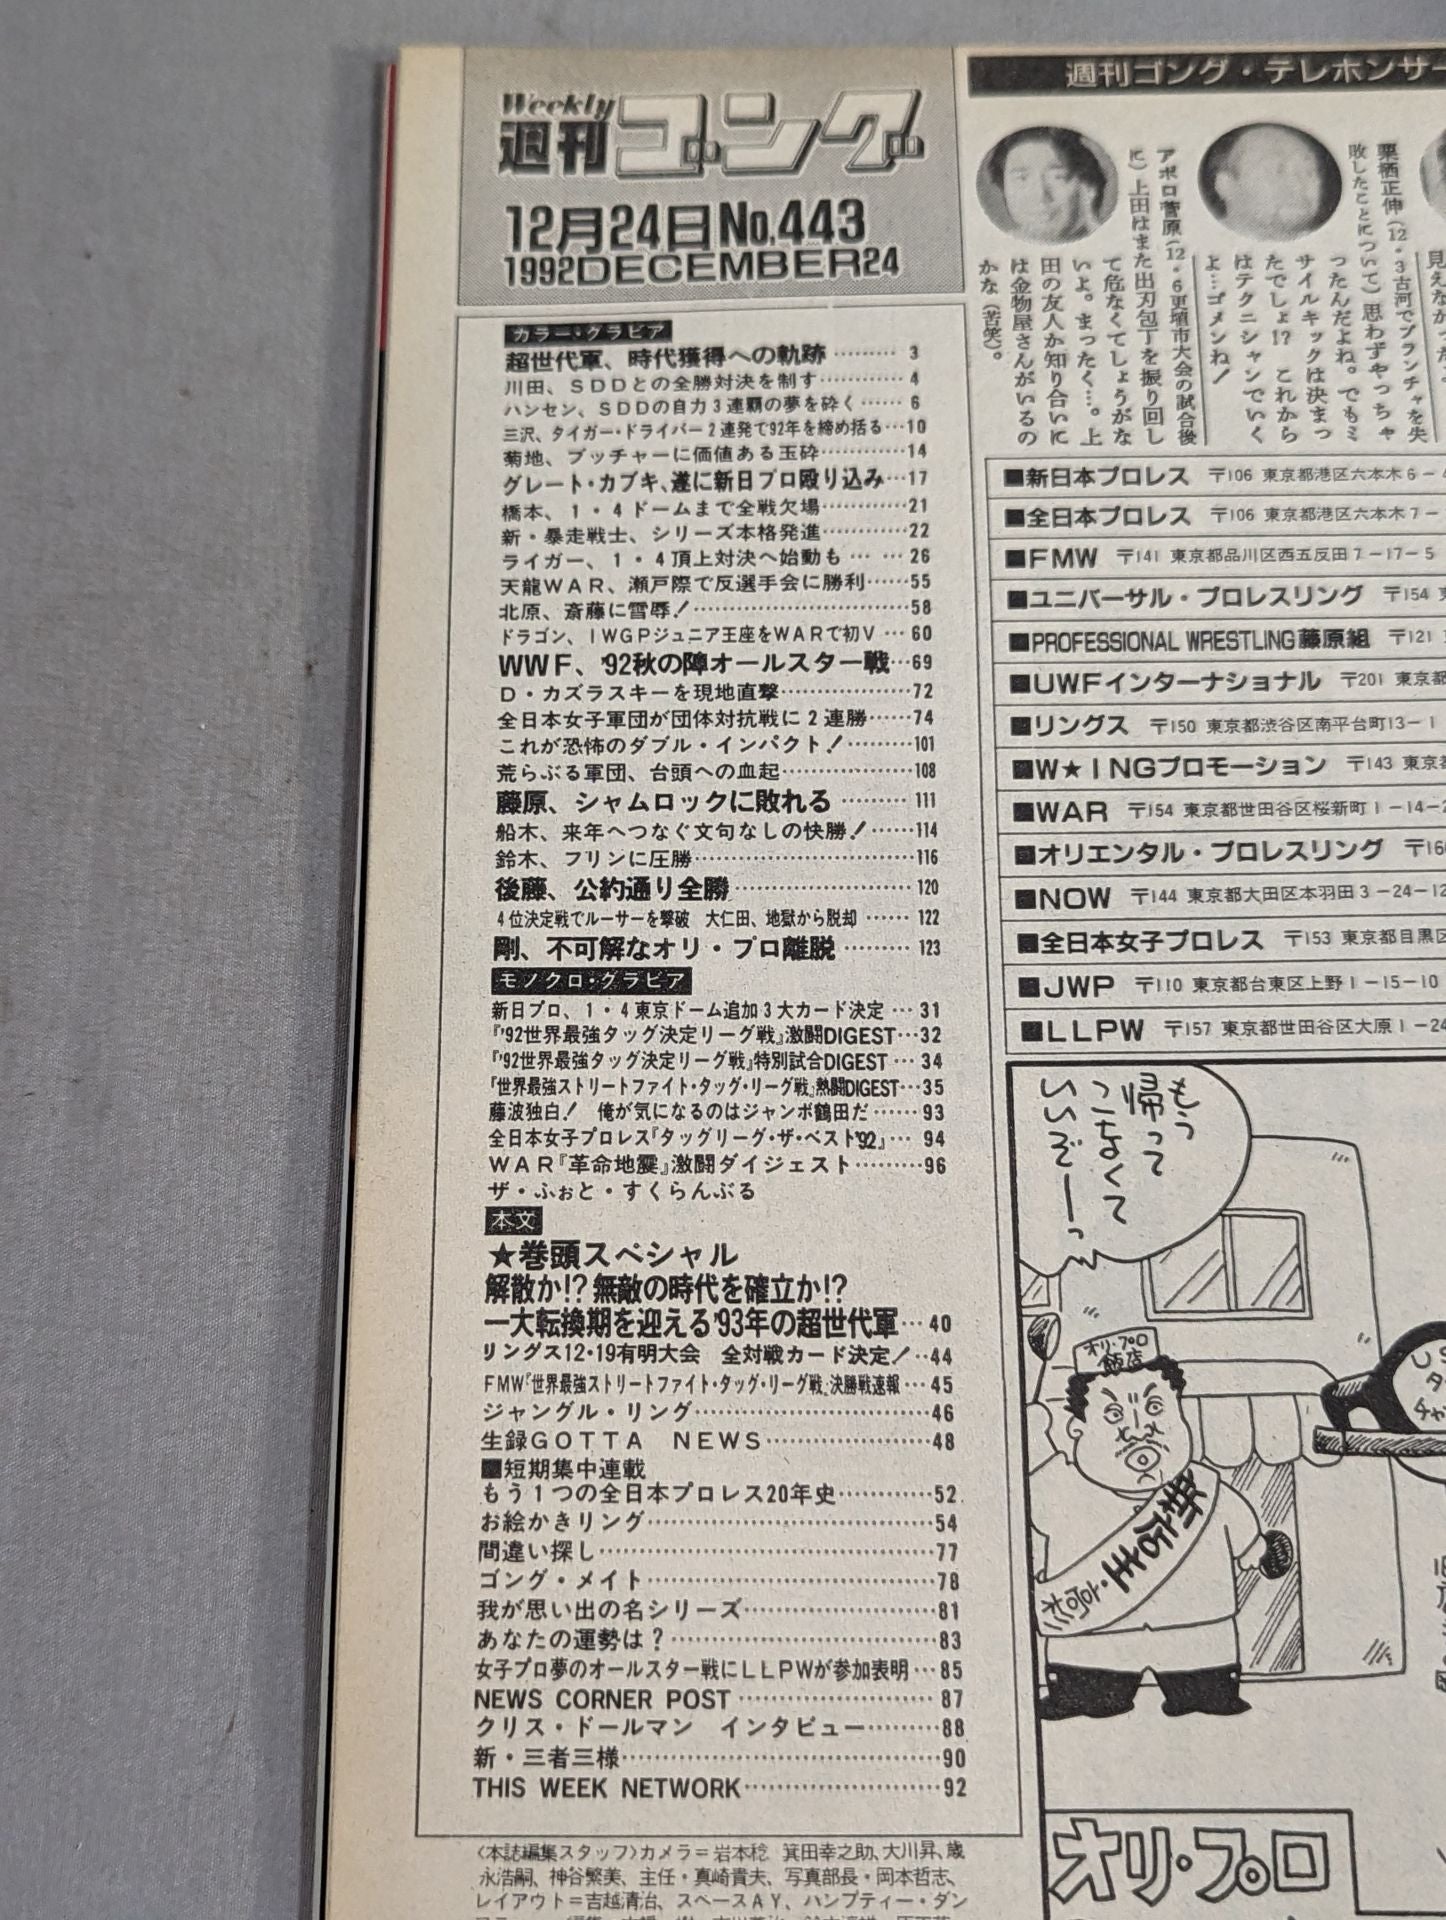 Weekly
週刊ゴング
12月24日No.443
1992DECEMBER24
カラー・グラビア
超世代軍、時代獲得への軌跡………3
川田、SDDとの全勝対決を制す…………4
ハンセン、SDDの自力3連覇の夢を砕く……6
三沢、タイガー・ドライバー2連発で92年を締め括る…10
菊地、ブッチャーに価値ある玉砕…………14
グレート・カブキ、遂に新日プロ殴り込み…17
橋本、1・4ドームまで全戦欠場…………21
新・暴走戦士、シリーズ本格発進…………22
ライガー、1・4頂上対決へ始動も……26
天龍WAR、瀬戸際で反選手会に勝利……55
北原、斎藤に雪辱!…………………………58
ドラゴン、IWGPジュニア王座をWARで初V…60
WWF、'92秋の陣オールスター戦…69
D・カズラスキーを現地直撃………………72
全日本女子軍団が団体対抗戦に2連勝……74
これが恐怖のダブル・インパクト!………101
荒らぶる軍団、台頭への血起………………108
藤原、シャムロックに敗れる………111
船木、来年へつなぐ文句なしの快勝!……114
鈴木、フリンに圧勝…………………………116
後藤、公約通り全勝……………………120
4位決定戦でルーサーを撃破 大仁田、地獄から脱却……122
剛、不可解なオリ・プロ離脱………123
モノクロ・グラビア
新日プロ、1・4東京ドーム追加3大カード決定…31
『'92世界最強タッグ決定リーグ戦』激闘DIGEST…32
『'92世界最強タッグ決定リーグ戦』特別試合DIGEST…34
『世界最強ストリートファイト・タッグ・リーグ戦』熱闘DIGEST…35
藤波独白! 俺が気になるのはジャンボ鶴田だ……93
全日本女子プロレス『タッグリーグ・ザ・ベスト'92』…94
WAR『革命地震』激闘ダイジェスト………96
ザ・ふぉと・すくらんぶる
本文
★巻頭スペシャル
解散か!?無敵の時代を確立か!?
一大転換期を迎える'93年の超世代軍…40
リングス12・19有明大会 全対戦カード決定!…44
FMW『世界最強ストリートファイト・タッグ・リーグ戦』決勝戦速報…45
ジャングル・リング……………………………46
生録GOTTA NEWS……………………48
■短期集中連載
もう1つの全日本プロレス20年史…………52
お絵かきリング…………………………………54
間違い探し………………………………………77
ゴング・メイト…………………………………78
我が思い出の名シリーズ………………………81
あなたの運勢は?………………………………83
女子プロ夢のオールスター戦にLLPWが参加表明…85
NEWS CORNER POST……………………87
クリス・ドールマン インタビュー………88
新・三者三様……………………………………90
THIS WEEK NETWORK……………………92
〈本誌編集スタッフ〉カメラ=岩本稔 箕田幸之助、大川昇、歳
永浩嗣、神谷繁美、主任・真崎貴夫、写真部長・岡本哲志、
レイアウト=吉越清治、スペースAY、ハンプティー・ダン
週刊ゴング・テレホンサー
栗栖正伸(12・3古河でブランチャを失
敗したことについて)思わずやっちゃ
ったんだよね。でもミ
サイルキックは決まっ
たでしょ!? これから
はテクニシャンでいく
よ…ゴメンね!
アポロ菅原(12・6更埴市大会の試合後
に)上田はまた出刃包丁を振り回し
て危なくてしょうがな
いよ。まったく…。上
田の友人か知り合いに
は金物屋さんがいるの
かな(苦笑)。
■新日本プロレス 〒106 東京都港区六本木6-
■全日本プロレス 〒106 東京都港区六本木7-
■FMW 〒141 東京都品川区西五反田7-17-5
■ユニバーサル・プロレスリング 〒154
■PROFESSIONAL WRESTLING藤原組 〒121
■UWFインターナショナル 〒201 東京都
■リングス 〒150 東京都渋谷区南平台町13-1
■W★INGプロモーション 〒143 東京都
■WAR 〒154 東京都世田谷区桜新町1-14-2
■オリエンタル・プロレスリング 〒16
■NOW 〒144 東京都大田区本羽田3-24-12
■全日本女子プロレス 〒153 東京都目黒区
■JWP 〒110 東京都台東区上野1-15-10
■LLPW 〒157 東京都世田谷区大原1-24
もう
帰って
こなくて
いいぞーっ
オリ・プロ
飯店
新店主・高杉
オリ・プロ